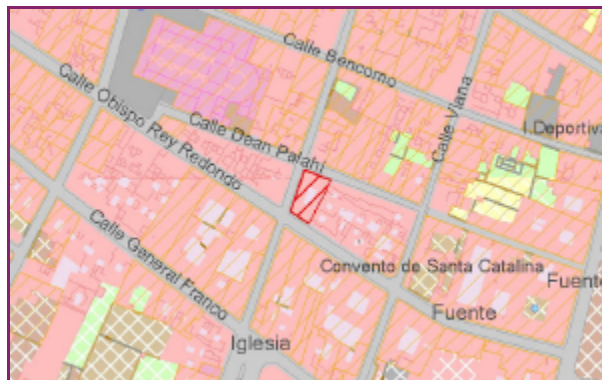 Calle Bencomo
Calle Obispo Rey Redondo
Calle Dean Palahi
Calle Viana
I.Deportiva
Calle General Franco
Convento de Santa Catalina
Fuente
Fuente
Iglesia